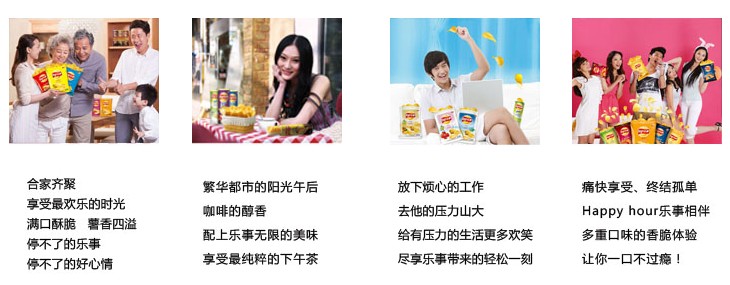 合家齐聚
享受最欢乐的时光
满口酥脆 薯香四溢
停不了的乐事
停不了的好心情
繁华都市的阳光午后
咖啡的醇香
配上乐事无限的美味
享受最纯粹的下午茶
放下烦心的工作
去他的压力山大
给有压力的生活更多欢笑
尽享乐事带来的轻松一刻
痛快享受、终结孤单
Happy hour乐事相伴
多重口味的香脆体验
让你一口不过瘾！